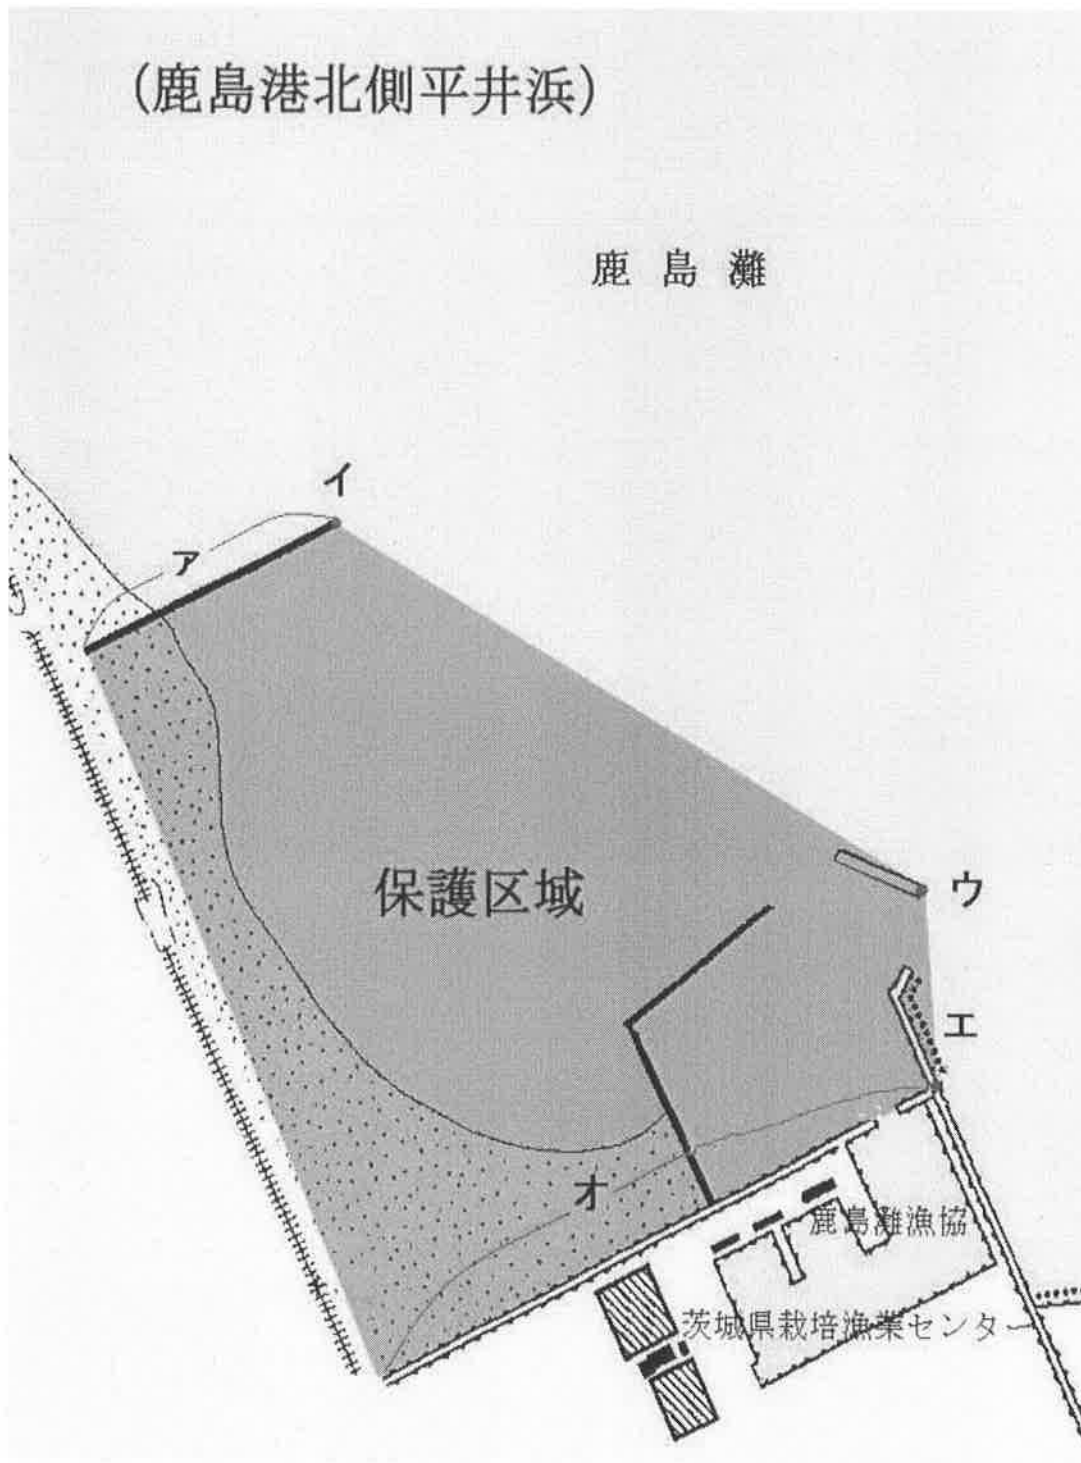 (鹿島港北側平井浜)
鹿島灘
イ
ア
保護区域
ウ
エ
オ
鹿島灘漁協
茨城県栽培漁業センター